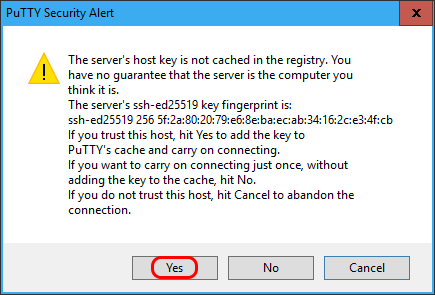 PuTTY Security Alert
The server's host key is not cached in the registry. You
have no guarantee that the server is the computer you
think it is.
The server's ssh-ed25519 key fingerprint is:
ssh-ed25519 256 5f:2a:80:20:79:e6:8e:ba:ec:ab:34:16:2c:e3:4f:cb
If you trust this host, hit Yes to add the key to
PuTTY's cache and carry on connecting.
If you want to carry on connecting just once, without
adding the key to the cache, hit No.
If you do not trust this host, hit Cancel to abandon the
connection.
Yes
No
Cancel